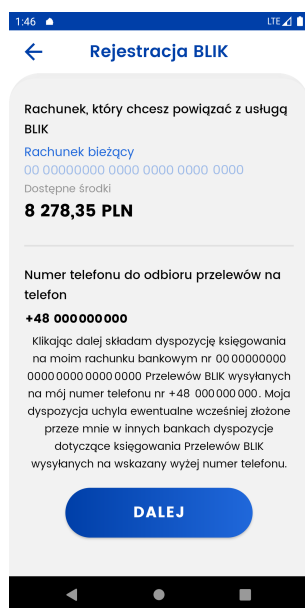 1:46 LTE
Rejestracja BLIK
Rachunek, który chcesz powiązać z usługą
BLIK
Rachunek bieżący
00 00000000 0000 0000 0000 0000
Dostępne środki
8 278,35 PLN
Numer telefonu do odbioru przelewów na
telefon
+48 000 000 000
Klikając dalej składam dyspozycję księgowania
na moim rachunku bankowym nr 00 00000000
0000 0000 0000 0000 Przelewów BLIK wysyłanych
na mój numer telefonu nr +48 000 000 000. Moja
dyspozycja uchyla ewentualne wcześniej złożone
przeze mnie w innych bankach dyspozycje
dotyczące księgowania Przelewów BLIK
wysyłanych na wskazany wyżej numer telefonu.
DALEJ